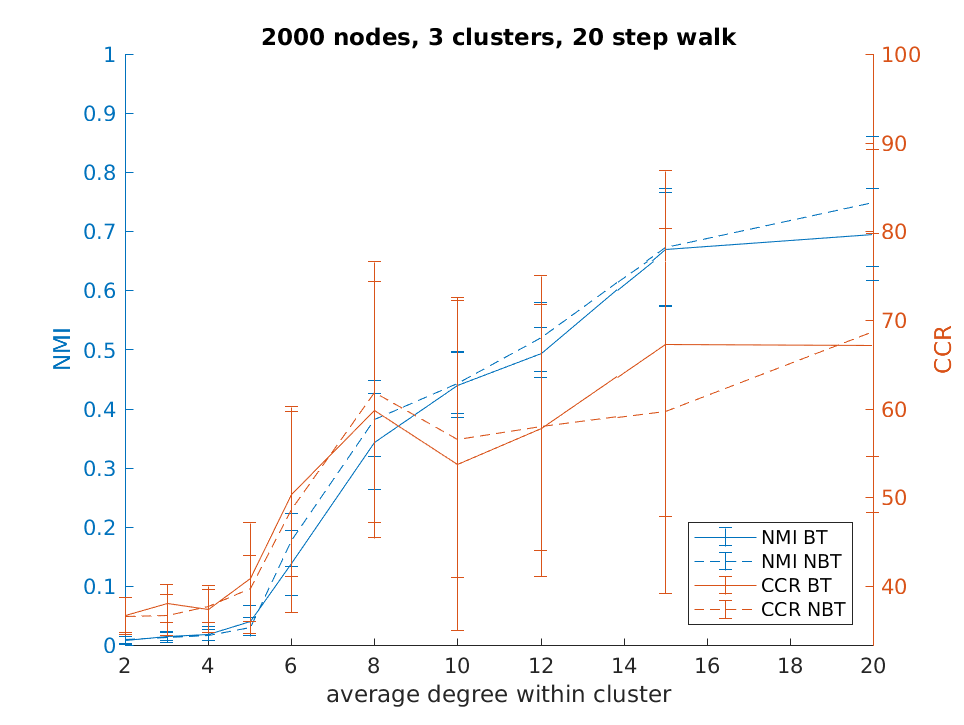 2000 nodes, 3 clusters, 20 step walk
1
0.9
0.8
0.7
0.6
0.5
0.4
0.3
0.2
0.1
0
NMI
100
90
80
70
60
50
40
CCR
NMI BT
NMI NBT
CCR BT
CCR NBT
2 4 6 8 10 12 14 16 18 20
average degree within cluster